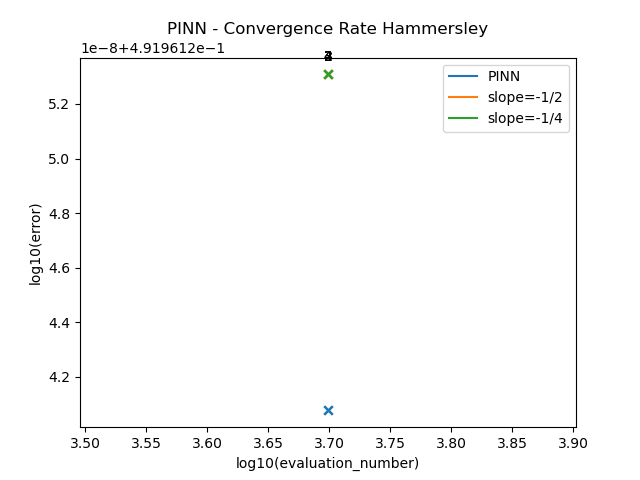 PINN - Convergence Rate Hammersley
1e−8+4.919612e−1
PINN
slope=-1/2
slope=-1/4
5.2
5.0
4.8
4.6
4.4
4.2
log10(error)
3.50 3.55 3.60 3.65 3.70 3.75 3.80 3.85 3.90
log10(evaluation_number)